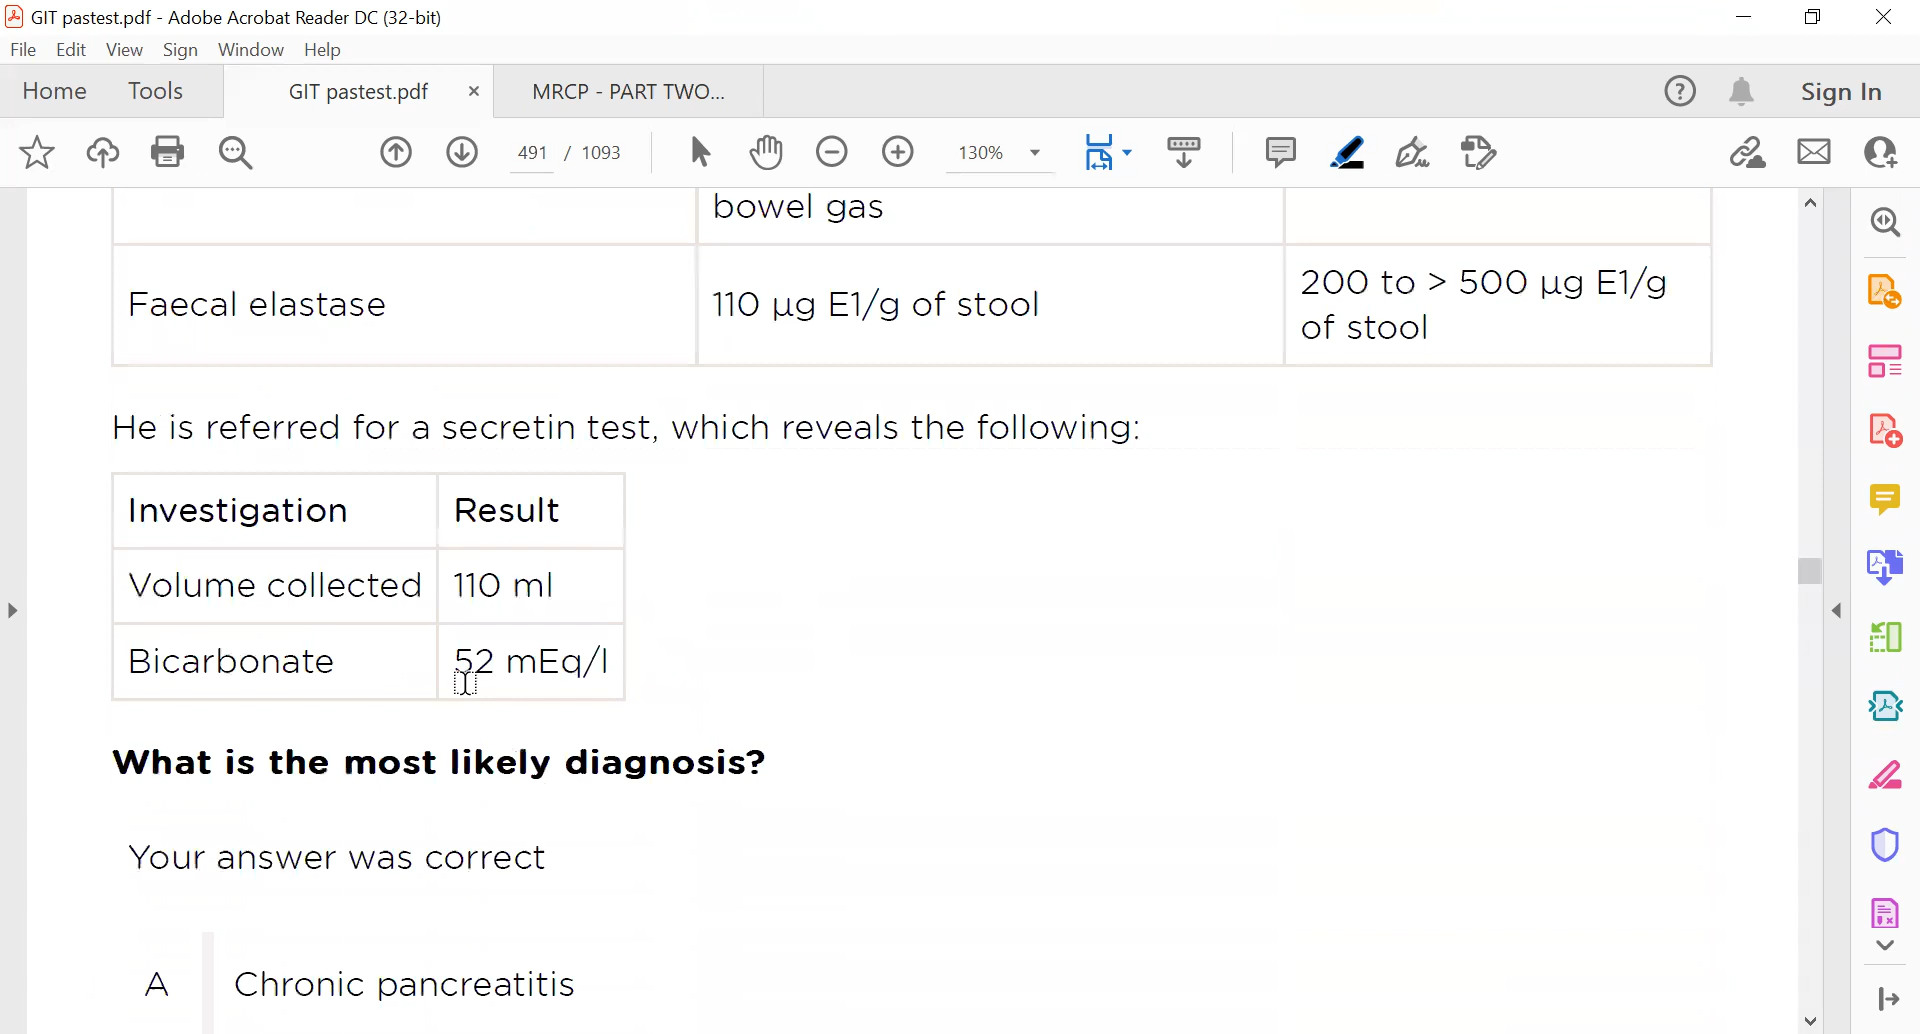 GIT pastest.pdf - Adobe Acrobat Reader DC (32-bit)
File Edit View Sign Window Help
Home Tools GIT pastest.pdf × MRCP - PART TWO... Sign In
491 / 1093 130%
bowel gas
Faecal elastase 110 µg E1/g of stool 200 to > 500 µg E1/g
of stool
He is referred for a secretin test, which reveals the following:
Investigation Result
Volume collected 110 ml
Bicarbonate 52 mEq/l
What is the most likely diagnosis?
Your answer was correct
A Chronic pancreatitis